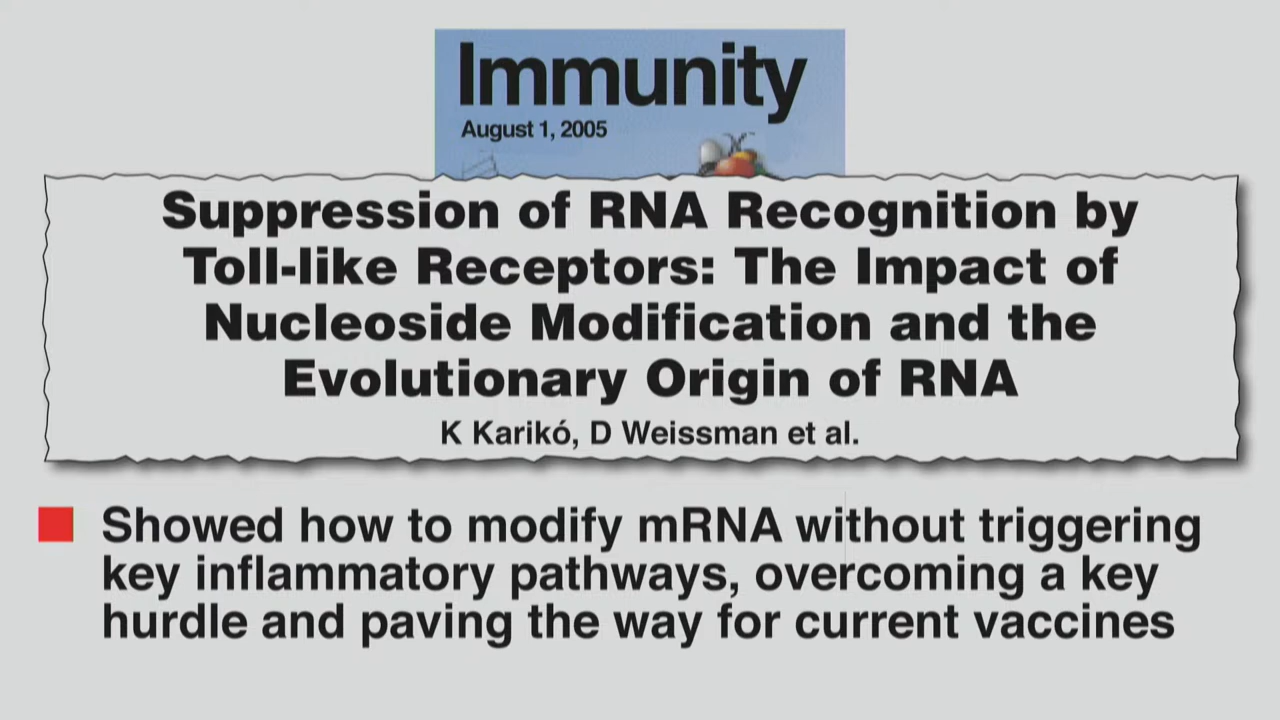 Immunity
August 1, 2005
Suppression of RNA Recognition by
Toll-like Receptors: The Impact of
Nucleoside Modification and the
Evolutionary Origin of RNA
K Karikó, D Weissman et al.
Showed how to modify mRNA without triggering
key inflammatory pathways, overcoming a key
hurdle and paving the way for current vaccines